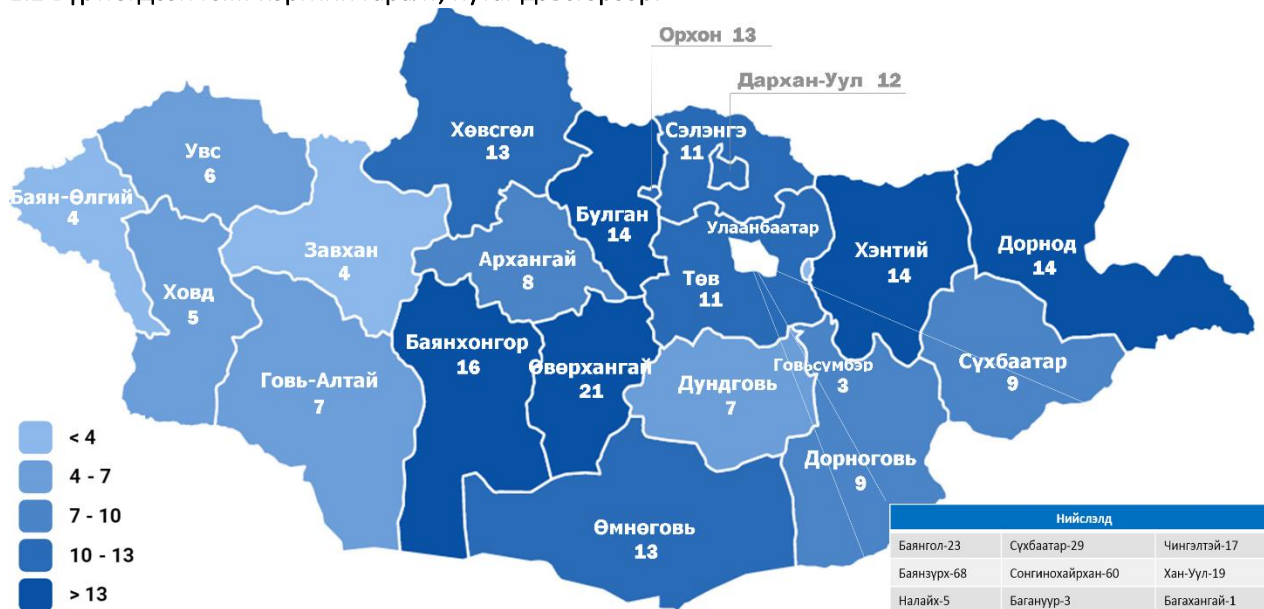 Орхон 13
Дархан-Уул 12
Хөвсгөл
13
Сэлэнгэ
11
Увс
6
Баян-Өлгий
4
Завхан
4
Ховд
5
Архангай
8
Булган
14
Улаанбаатар
Төв
11
Хэнтий
14
Дорнод
14
Говь-Алтай
7
Баянхонгор
16
Өвөрхангай
21
Дундговь
7
Говьсүмбэр
3
Сүхбаатар
9
Дорноговь
9
Өмнөговь
13
< 4
4 - 7
7 - 10
10 - 13
> 13
Нийслэлд
Баянгол-23 Сүхбаатар-29 Чингэлтэй-17
Баянзүрх-68 Сонгинохайрхан-60 Хан-Уул-19
Налайх-5 Багануур-3 Багахангай-1